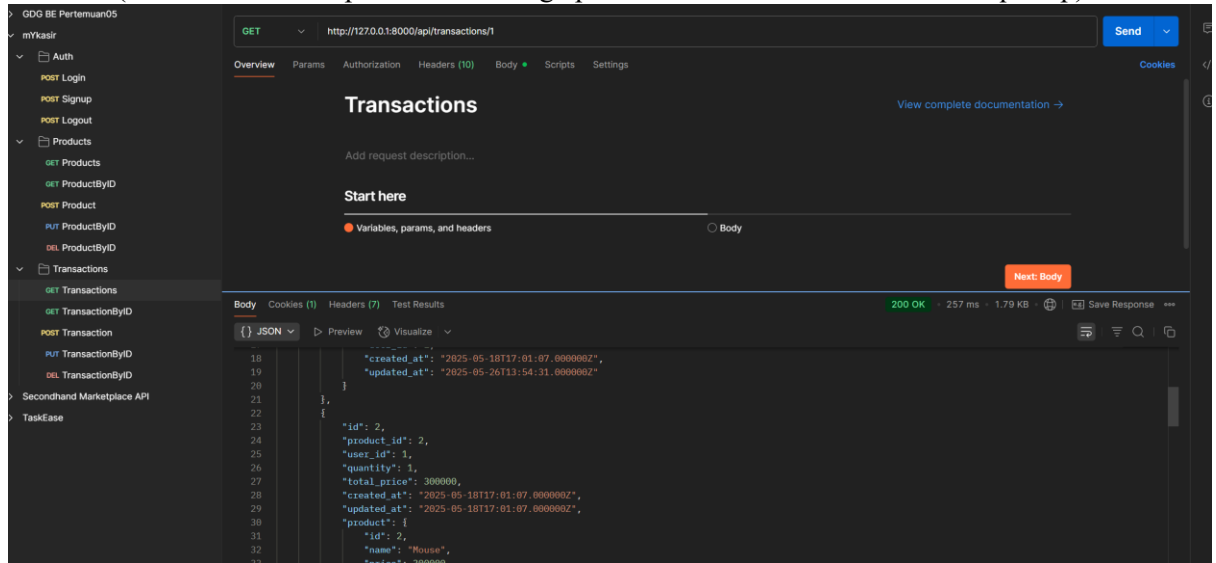 GDG BE Pertemuan05
mYkasir
Auth
POST Login
POST Signup
POST Logout
Products
GET Products
GET ProductByID
POST Product
PUT ProductByID
DEL ProductByID
Transactions
GET Transactions
GET TransactionByID
POST Transaction
PUT TransactionByID
DEL TransactionByID
Secondhand Marketplace API
TaskEase
GET http://127.0.0.1:8000/api/transactions/1 Send
Overview Params Authorization Headers (10) Body Scripts Settings Cookies
Transactions View complete documentation →
Add request description...
Start here
Variables, params, and headers Body
Next: Body
Body Cookies (1) Headers (7) Test Results 200 OK 257 ms 1.79 KB Save Response
{} JSON Preview Visualize
18 "created_at": "2025-05-18T17:01:07.000000Z",
19 "updated_at": "2025-05-26T13:54:31.000000Z"
20 }
21 },
22 {
23 "id": 2,
24 "product_id": 2,
25 "user_id": 1,
26 "quantity": 1,
27 "total_price": 300000,
28 "created_at": "2025-05-18T17:01:07.000000Z",
29 "updated_at": "2025-05-18T17:01:07.000000Z",
30 "product": {
31 "id": 2,
32 "name": "Mouse",